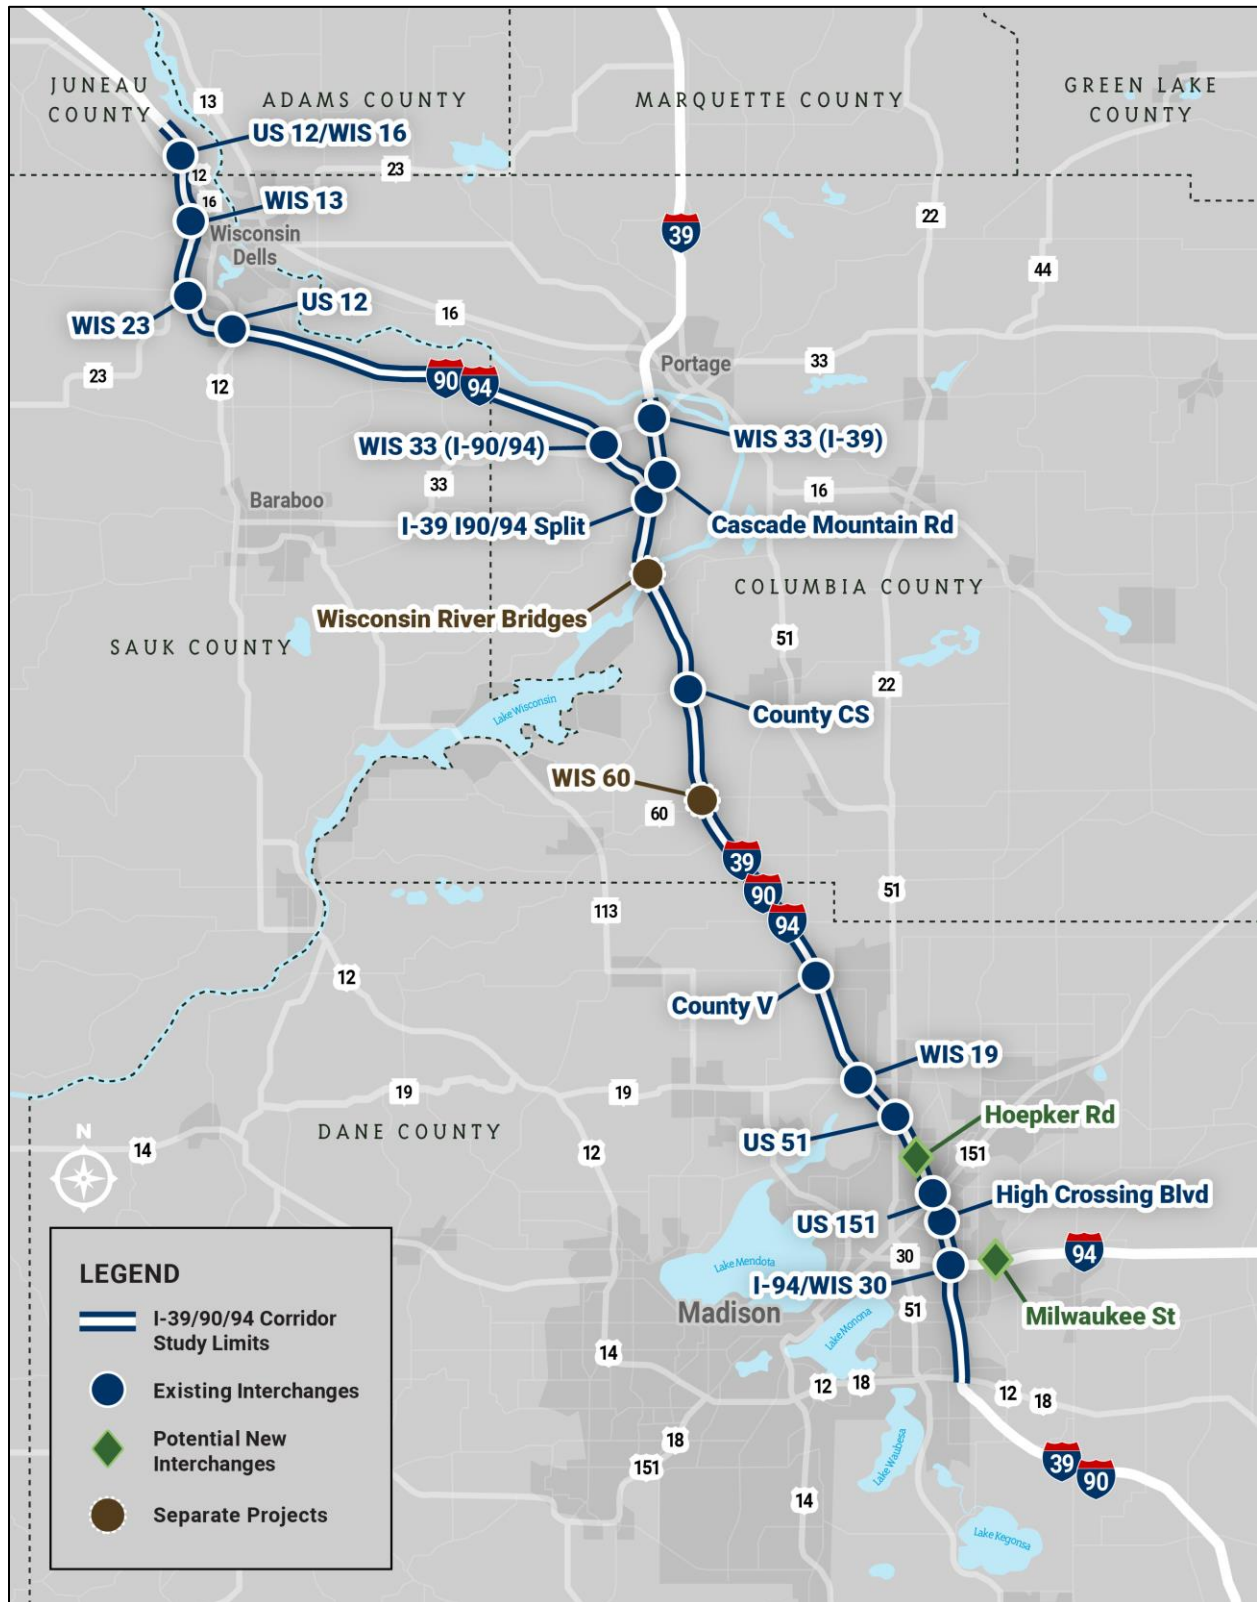 JUNEAU
COUNTY
13
ADAMS COUNTY
MARQUETTE COUNTY
GREEN LAKE
COUNTY
US 12/WIS 16
12
23
16
WIS 13
22
39
Wisconsin
Dells
44
US 12
WIS 23
16
33
Portage
23
12
90
94
WIS 33 (I-90/94)
WIS 33 (I-39)
33
16
Baraboo
I-39 I90/94 Split
Cascade Mountain Rd
COLUMBIA COUNTY
Wisconsin River Bridges
SAUK COUNTY
51
22
Lake Wisconsin
County CS
WIS 60
60
39
90
94
51
113
12
County V
WIS 19
19
19
Hoepker Rd
DANE COUNTY
US 51
N
14
12
151
High Crossing Blvd
US 151
30
94
Lake Mendota
I-94/WIS 30
Madison
51
Milwaukee St
Lake Monona
14
12
18
12
18
18
151
14
Lake Waubesa
39
90
Lake Kegonsa
LEGEND
I-39/90/94 Corridor
Study Limits
Existing Interchanges
Potential New
Interchanges
Separate Projects